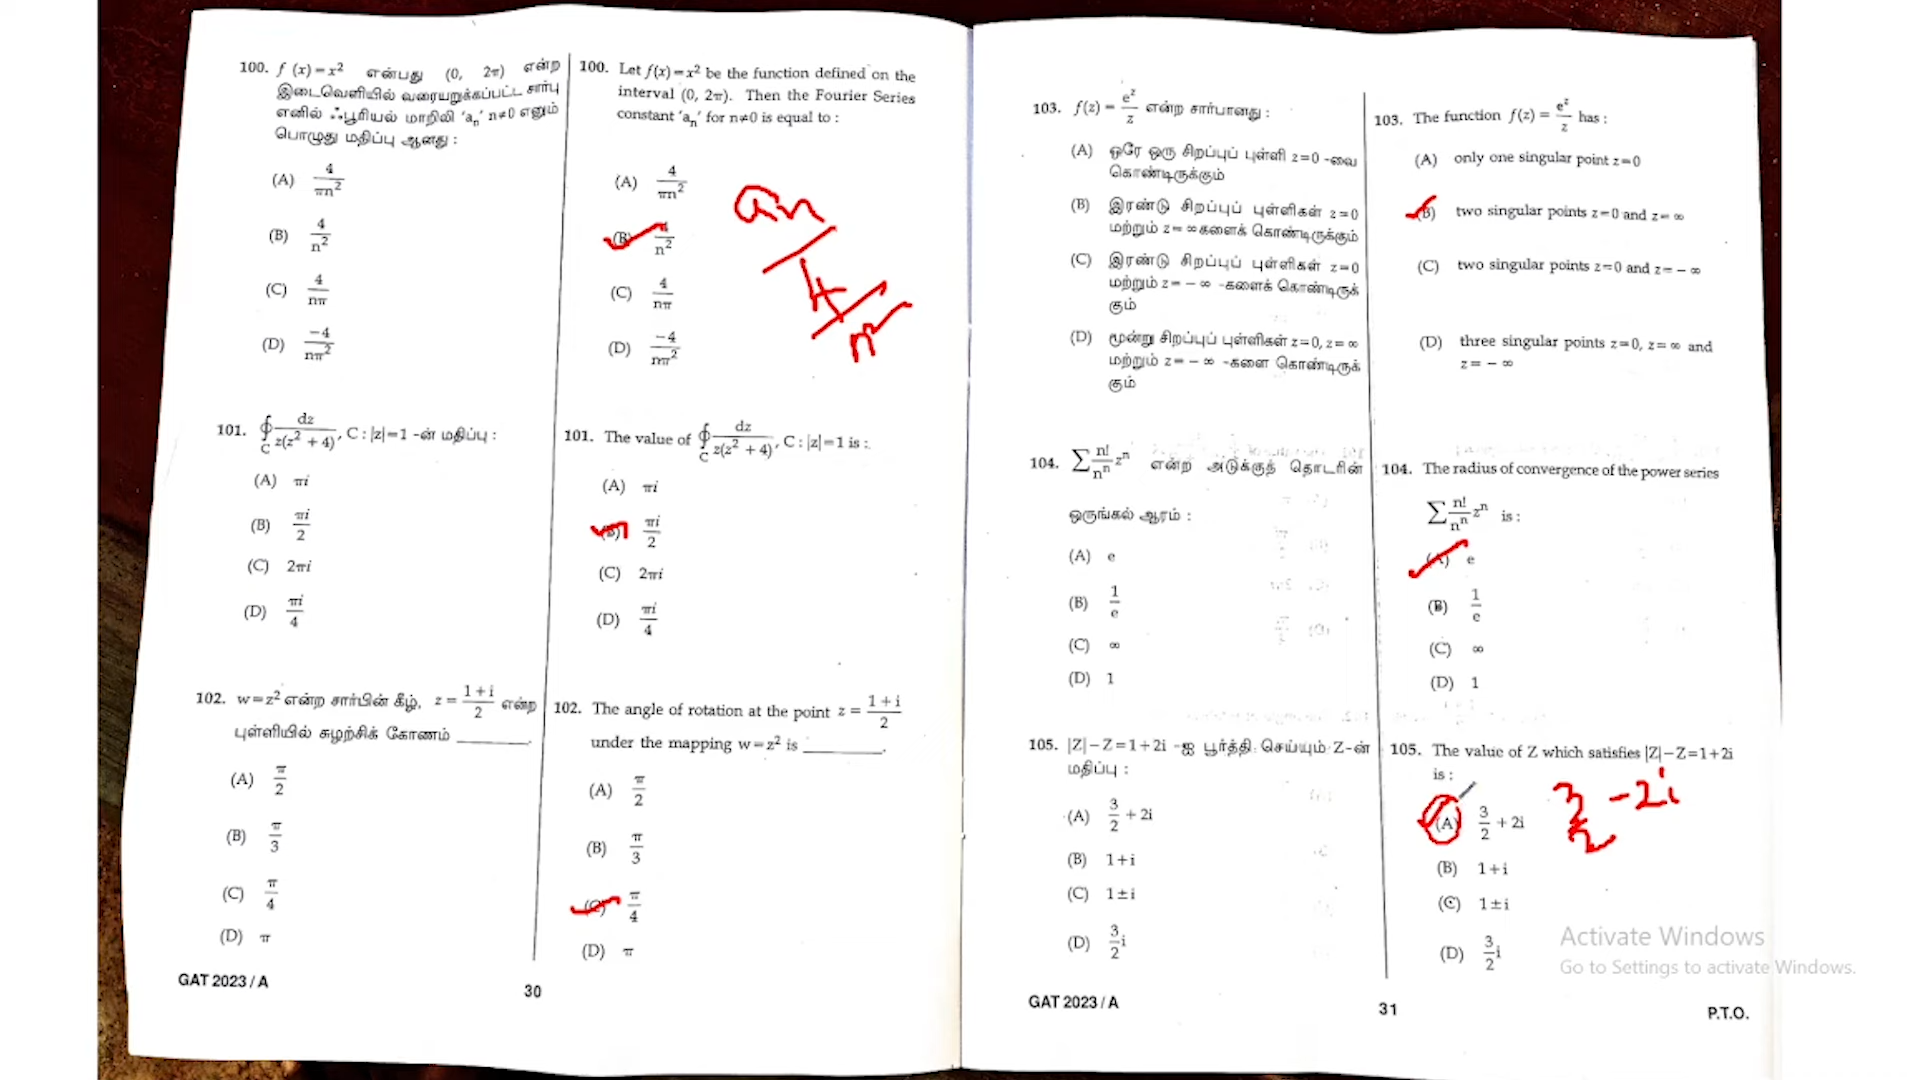 100. f (x) = x² என்பது (0, 2π) என்ற
இடைவெளியில் வரையறுக்கப்பட்ட சார்பு
எனில் ஃபூரியல் மாறிலி 'aₙ' n≠0 எனும்
பொழுது மதிப்பு ஆனது :
(A) 4/πn²
(B) 4/n²
(C) 4/nπ
(D) -4/nπ²
101. ∮_C dz/z(z² + 4), C : |z|=1 -ன் மதிப்பு :
(A) πi
(B) πi/2
(C) 2πi
(D) πi/4
102. w=z² என்ற சார்பின் கீழ், z = 1+i/2 என்ற
புள்ளியில் சுழற்சிக் கோணம் ________.
(A) π/2
(B) π/3
(C) π/4
(D) π
GAT 2023 / A
100. Let f(x)=x² be the function defined on the
interval (0, 2π). Then the Fourier Series
constant 'aₙ' for n≠0 is equal to :
(A) 4/πn²
(B) 4/n²
(C) 4/nπ
(D) -4/nπ²
an
4
n²
101. The value of ∮_C dz/z(z² + 4), C : |z|=1 is :
(A) πi
(B) πi/2
(C) 2πi
(D) πi/4
102. The angle of rotation at the point z = 1+i/2
under the mapping w=z² is ________.
(A) π/2
(B) π/3
(C) π/4
(D) π
30
103. f(z) = e^z/z என்ற சார்பானது :
(A) ஒரே ஒரு சிறப்புப் புள்ளி z=0 -வை
கொண்டிருக்கும்
(B) இரண்டு சிறப்புப் புள்ளிகள் z=0
மற்றும் z=∞களைக் கொண்டிருக்கும்
(C) இரண்டு சிறப்புப் புள்ளிகள் z=0
மற்றும் z=-∞ -களைக் கொண்டிருக்
கும்
(D) மூன்று சிறப்புப் புள்ளிகள் z=0, z=∞
மற்றும் z=-∞ -களை கொண்டிருக்
கும்
104. Σ n!/nⁿ zⁿ என்ற அடுக்குத் தொடரின்
ஒருங்கல் ஆரம் :
(A) e
(B) 1/e
(C) ∞
(D) 1
105. |Z|-Z=1+2i -ஐ பூர்த்தி செய்யும் Z-ன்
மதிப்பு :
(A) 3/2 + 2i
(B) 1+i
(C) 1±i
(D) 3/2 i
GAT 2023 / A
103. The function f(z) = e^z/z has :
(A) only one singular point z=0
(B) two singular points z=0 and z=∞
(C) two singular points z=0 and z=-∞
(D) three singular points z=0, z=∞ and
z=-∞
104. The radius of convergence of the power series
Σ n!/nⁿ zⁿ is :
(A) e
(B) 1/e
(C) ∞
(D) 1
105. The value of Z which satisfies |Z|-Z=1+2i
is :
(A) 3/2 + 2i
3/2 -2i
(B) 1+i
(C) 1±i
(D) 3/2 i
31
P.T.O.
Activate Windows
Go to Settings to activate Windows.